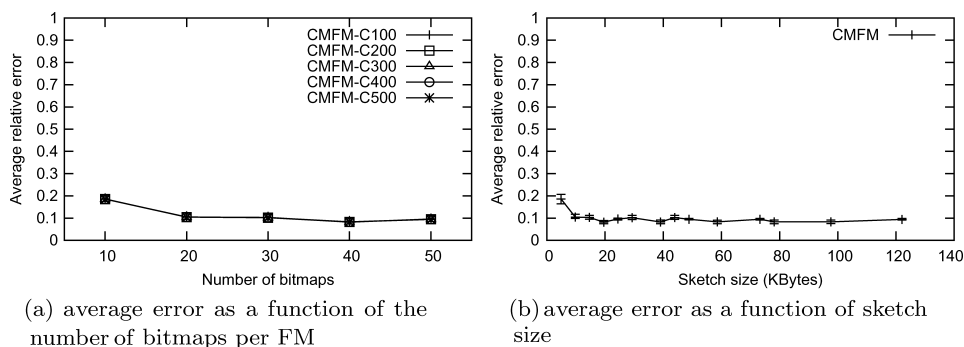 1
0.9
0.8
0.7
0.6
0.5
0.4
0.3
0.2
0.1
0
Average relative error
10 20 30 40 50
Number of bitmaps
CMFM-C100
CMFM-C200
CMFM-C300
CMFM-C400
CMFM-C500
(a) average error as a function of the
number of bitmaps per FM
1
0.9
0.8
0.7
0.6
0.5
0.4
0.3
0.2
0.1
0
Average relative error
0 20 40 60 80 100 120 140
Sketch size (KBytes)
CMFM
(b) average error as a function of sketch
size